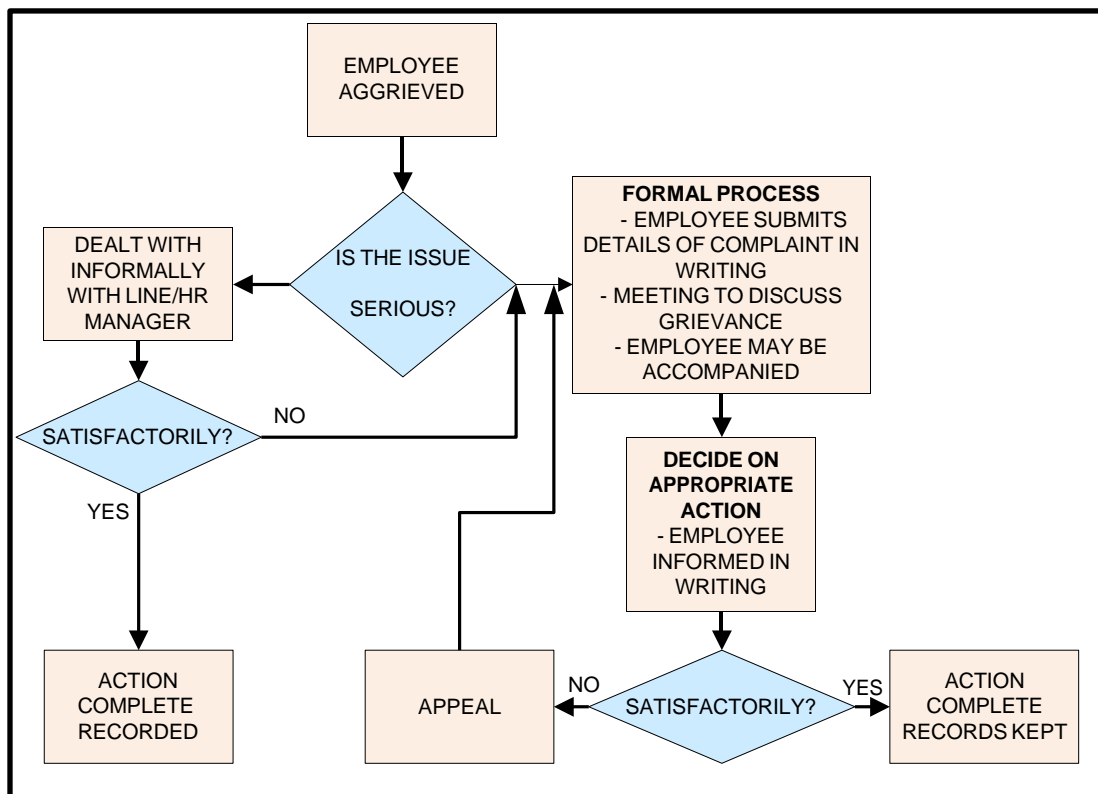 EMPLOYEE
AGGRIEVED
IS THE ISSUE
SERIOUS?
DEALT WITH
INFORMALLY
WITH LINE/HR
MANAGER
SATISFACTORILY?
NO
YES
ACTION
COMPLETE
RECORDED
FORMAL PROCESS
- EMPLOYEE SUBMITS
DETAILS OF COMPLAINT IN
WRITING
- MEETING TO DISCUSS
GRIEVANCE
- EMPLOYEE MAY BE
ACCOMPANIED
DECIDE ON
APPROPRIATE
ACTION
- EMPLOYEE
INFORMED IN
WRITING
SATISFACTORILY?
NO
APPEAL
YES
ACTION
COMPLETE
RECORDS KEPT